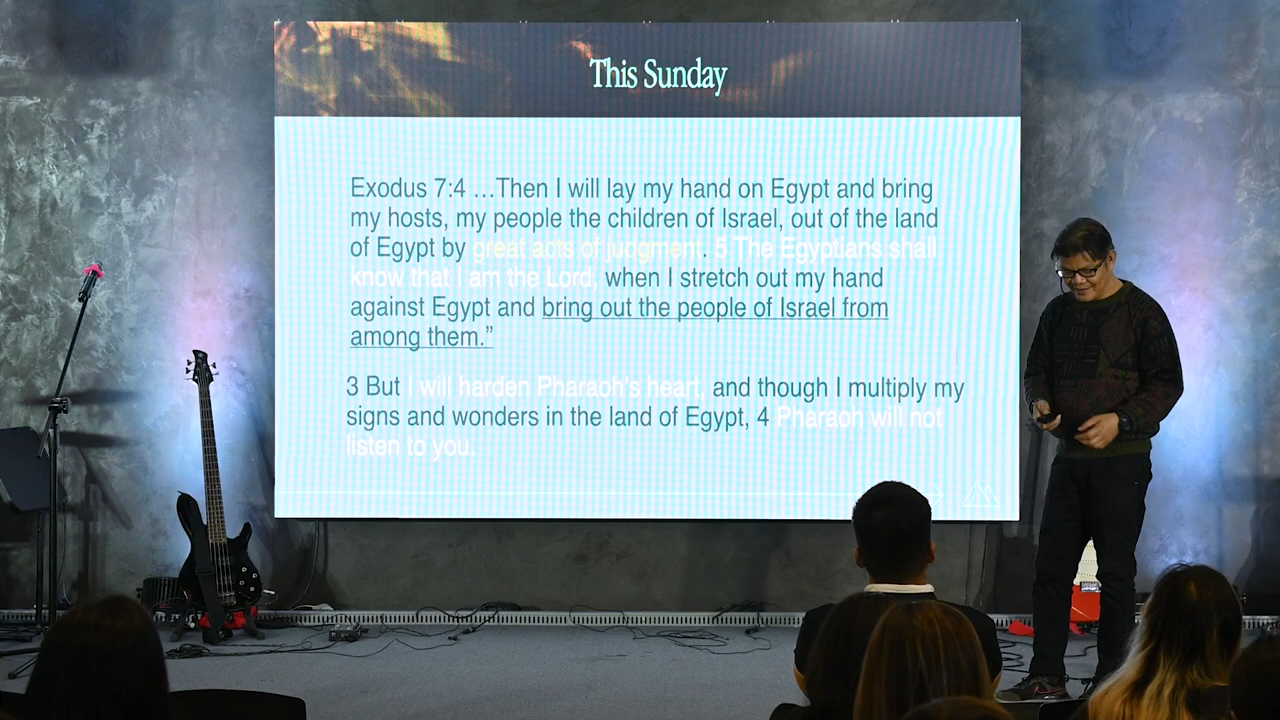 This Sunday
Exodus 7:4 …Then I will lay my hand on Egypt and bring
my hosts, my people the children of Israel, out of the land
of Egypt by great acts of judgment. 5 The Egyptians shall
know that I am the Lord, when I stretch out my hand
against Egypt and bring out the people of Israel from
among them.”
3 But I will harden Pharaoh's heart, and though I multiply my
signs and wonders in the land of Egypt, 4 Pharaoh will not
listen to you.